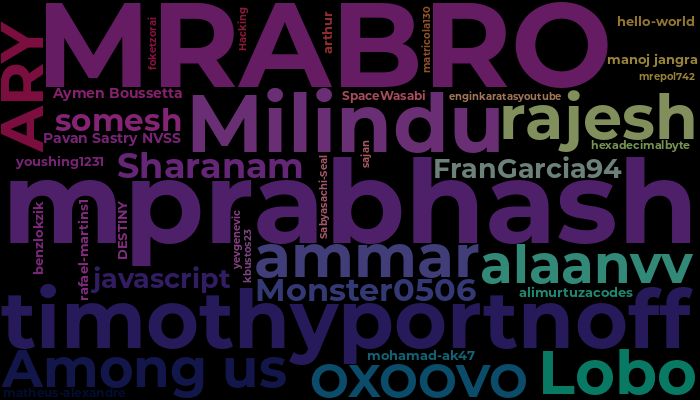 MRABRO
hello-world
ARY
fokerzorai
Hacking
arthur
matricola130
manoj jangra
mrepol742
Aymen Boussetta
SpaceWasabi
enginkaratasyoutube
Milindu
rajesh
somesh
Pavan Sastry NVSS
hexadecimalbyte
youshing1231
Sharanam
sajan
FranGarcia94
Sabyasachi-Seal
mprabhash
benzlokzik
rafael-martins1
DESTINY
yevgenevic
kbustos23
ammar
alaanvv
javascript
Monster0506
alimurtuzacodes
timothyportnoff
Among us
mohamad-ak47
oxoovo
Lobo
matheus-alexandre